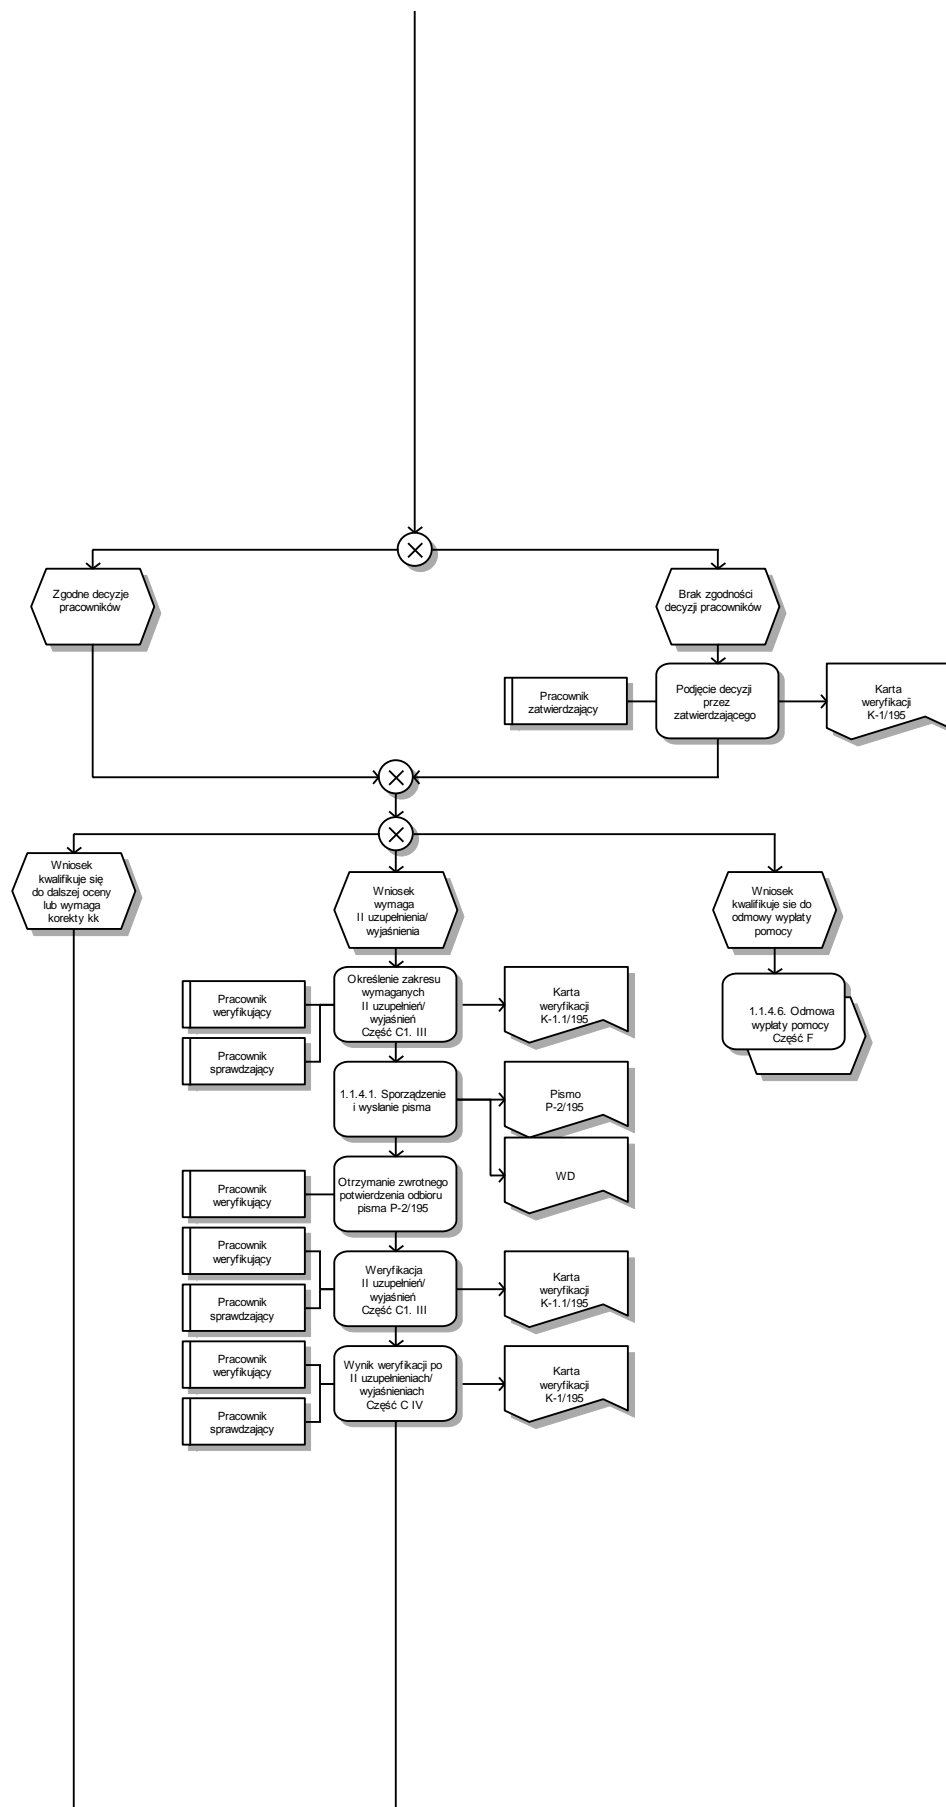 Zgodne decyzje
pracowników
Brak zgodności
decyzji pracowników
Pracownik
zatwierdzający
Podjęcie decyzji
przez
zatwierdzającego
Karta
weryfikacji
K-1/195
Wniosek
kwalifikuje się
do dalszej oceny
lub wymaga
korekty kk
Wniosek
wymaga
II uzupełnienia/
wyjaśnienia
Wniosek
kwalifikuje sie do
odmowy wypłaty
pomocy
Pracownik
weryfikujący
Pracownik
sprawdzający
Określenie zakresu
wymaganych
II uzupełnień/
wyjaśnień
Część C1. III
Karta
weryfikacji
K-1.1/195
1.1.4.6. Odmowa
wypłaty pomocy
Część F
1.1.4.1. Sporządzenie
i wysłanie pisma
Pismo
P-2/195
WD
Pracownik
weryfikujący
Otrzymanie zwrotnego
potwierdzenia odbioru
pisma P-2/195
Pracownik
weryfikujący
Pracownik
sprawdzający
Weryfikacja
II uzupełnień/
wyjaśnień
Część C1. III
Karta
weryfikacji
K-1.1/195
Pracownik
weryfikujący
Pracownik
sprawdzający
Wynik weryfikacji po
II uzupełnieniach/
wyjaśnieniach
Część C IV
Karta
weryfikacji
K-1/195